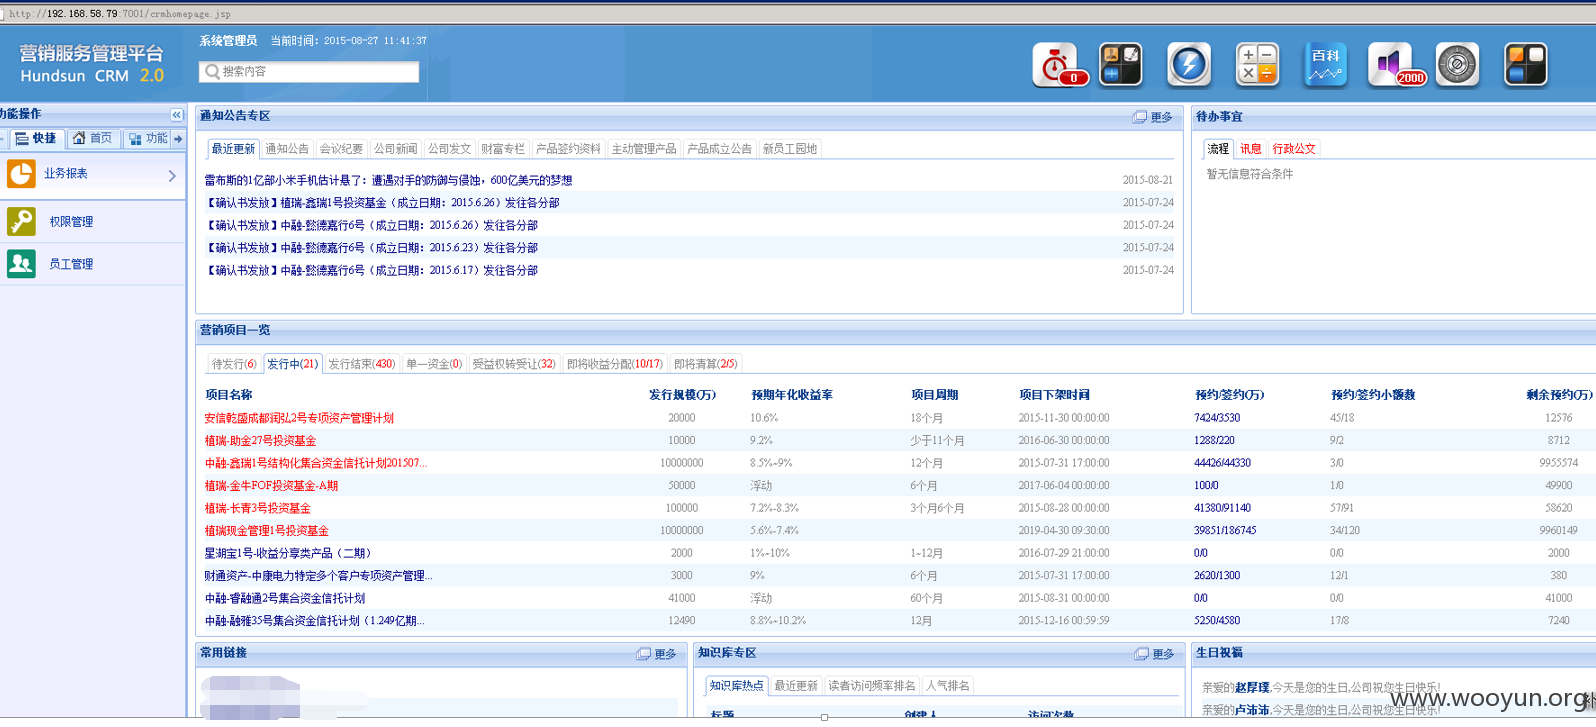 http://192.168.58.79:7001/crmhomepage.jsp
营销服务管理平台
Hundsun CRM 2.0
系统管理员 当前时间：2015-08-27 11:41:37
搜索内容
0
百科
2000
功能操作
快捷 首页 功能
业务报表
权限管理
员工管理
通知公告专区 更多
最近更新 通知公告 会议纪要 公司新闻 公司发文 财富专栏 产品签约资料 主动管理产品 产品成立公告 新员工园地
雷布斯的1亿部小米手机估计悬了：遭遇对手的防御与侵蚀，600亿美元的梦想 2015-08-21
【确认书发放】植瑞-鑫瑞1号投资基金（成立日期：2015.6.26）发往各分部 2015-07-24
【确认书发放】中融-懿德嘉行6号（成立日期：2015.6.26）发往各分部 2015-07-24
【确认书发放】中融-懿德嘉行6号（成立日期：2015.6.23）发往各分部 2015-07-24
【确认书发放】中融-懿德嘉行6号（成立日期：2015.6.17）发往各分部 2015-07-24
待办事宜
流程 讯息 行政公文
暂无信息符合条件
营销项目一览
待发行(6) 发行中(21) 发行结束(430) 单一资金(0) 受益权转受让(32) 即将收益分配(10/17) 即将清算(2/5)
项目名称 发行规模(万) 预期年化收益率 项目周期 项目下架时间 预约/签约(万) 预约/签约小额数 剩余预约(万)
安信乾盛成都润弘2号专项资产管理计划 20000 10.6% 18个月 2015-11-30 00:00:00 7424/3530 45/18 12576
植瑞-助金27号投资基金 10000 9.2% 少于11个月 2016-06-30 00:00:00 1288/220 9/2 8712
中融-鑫瑞1号结构化集合资金信托计划201507... 10000000 8.5%~9% 12个月 2015-07-31 17:00:00 44426/44330 3/0 9955574
植瑞-金牛FOF投资基金-A期 50000 浮动 6个月 2017-06-04 00:00:00 100/0 1/0 49900
植瑞-长青3号投资基金 100000 7.2%-8.3% 3个月6个月 2015-08-28 00:00:00 41380/91140 57/91 58620
植瑞现金管理1号投资基金 10000000 5.6%-7.4% 2019-04-30 09:30:00 39851/186745 34/120 9960149
星湖宝1号-收益分享类产品（二期） 2000 1%~10% 1~12月 2016-07-29 21:00:00 0/0 0/0 2000
财通资产-中康电力特定多个客户专项资产管理... 3000 9% 6个月 2015-07-31 17:00:00 2620/1300 12/1 380
中融-睿融通2号集合资金信托计划 41000 浮动 60个月 2015-08-31 00:00:00 0/0 0/0 41000
中融-融雅35号集合资金信托计划（1.249亿期... 12490 8.8%~10.2% 12月 2015-12-16 00:59:59 5250/4580 17/8 7240
常用链接 更多
知识库专区 更多
知识库热点 最近更新 读者访问频率排名 人气排名
标题 创建人 访问次数
生日祝福
亲爱的赵厚璞,今天是您的生日,公司祝您生日快乐!
亲爱的卢沛沛,今天是您的生日,公司祝您生日快乐!
www.wooyun.org